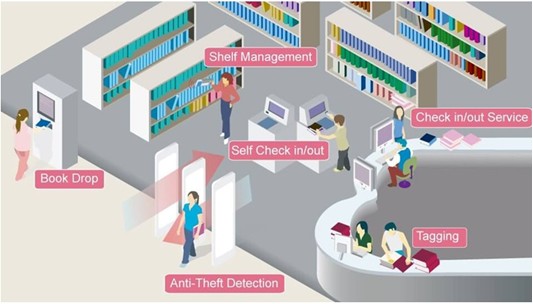 Shelf Management
Check in/out Service
Self Check in/out
Book Drop
Tagging
Anti-Theft Detection